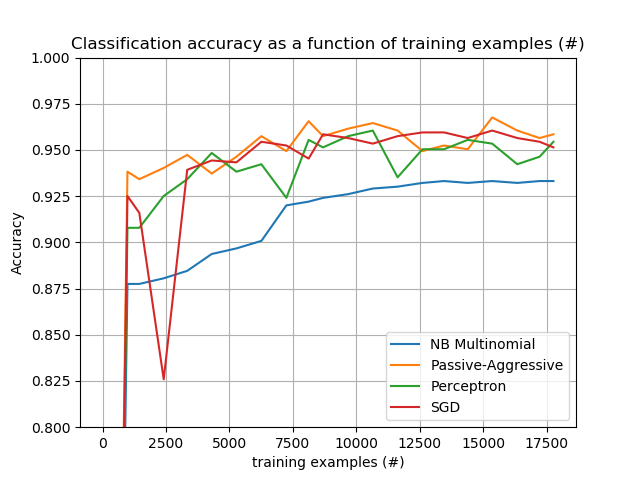 Classification accuracy as a function of training examples (#)
1.000
0.975
0.950
0.925
0.900
0.875
0.850
0.825
0.800
Accuracy
NB Multinomial
Passive-Aggressive
Perceptron
SGD
0 2500 5000 7500 10000 12500 15000 17500
training examples (#)